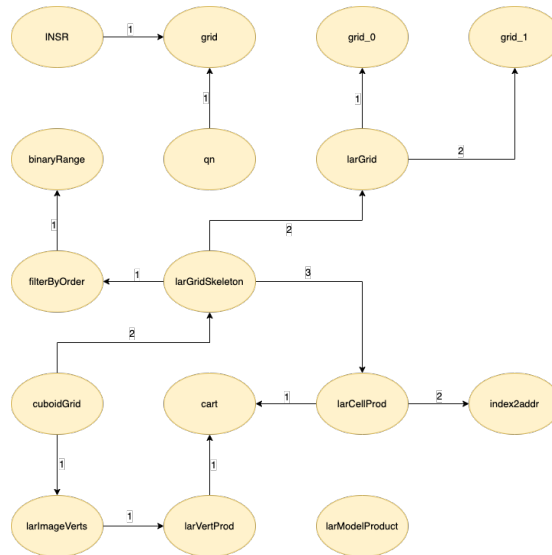 INSR
1
grid
grid_0
grid_1
1
1
binaryRange
qn
larGrid
2
1
2
filterByOrder
1
larGridSkeleton
3
2
cuboidGrid
cart
1
larCellProd
2
index2addr
1
1
larImageVerts
1
larVertProd
larModelProduct